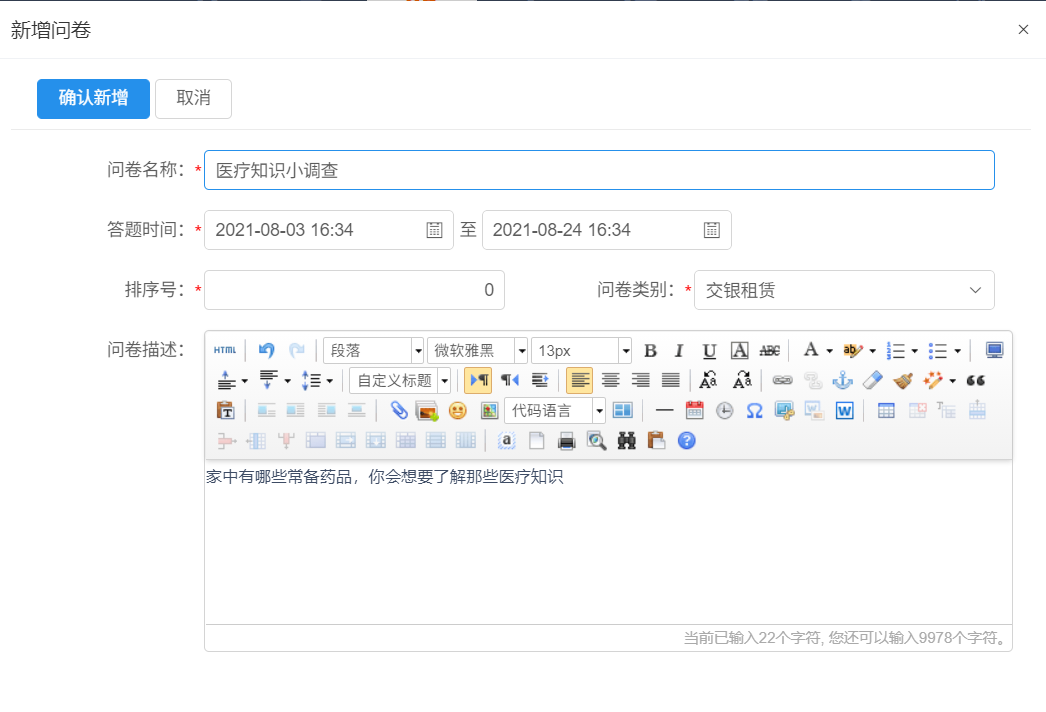 新增问卷
确认新增 取消
问卷名称： * 医疗知识小调查
答题时间： * 2021-08-03 16:34 至 2021-08-24 16:34
排序号： * 0 问卷类别： * 交银租赁
问卷描述：
HTML 段落 微软雅黑 13px B I U A ABC A ab
自定义标题
代码语言
家中有哪些常备药品，你会想要了解那些医疗知识
当前已输入22个字符, 您还可以输入9978个字符。